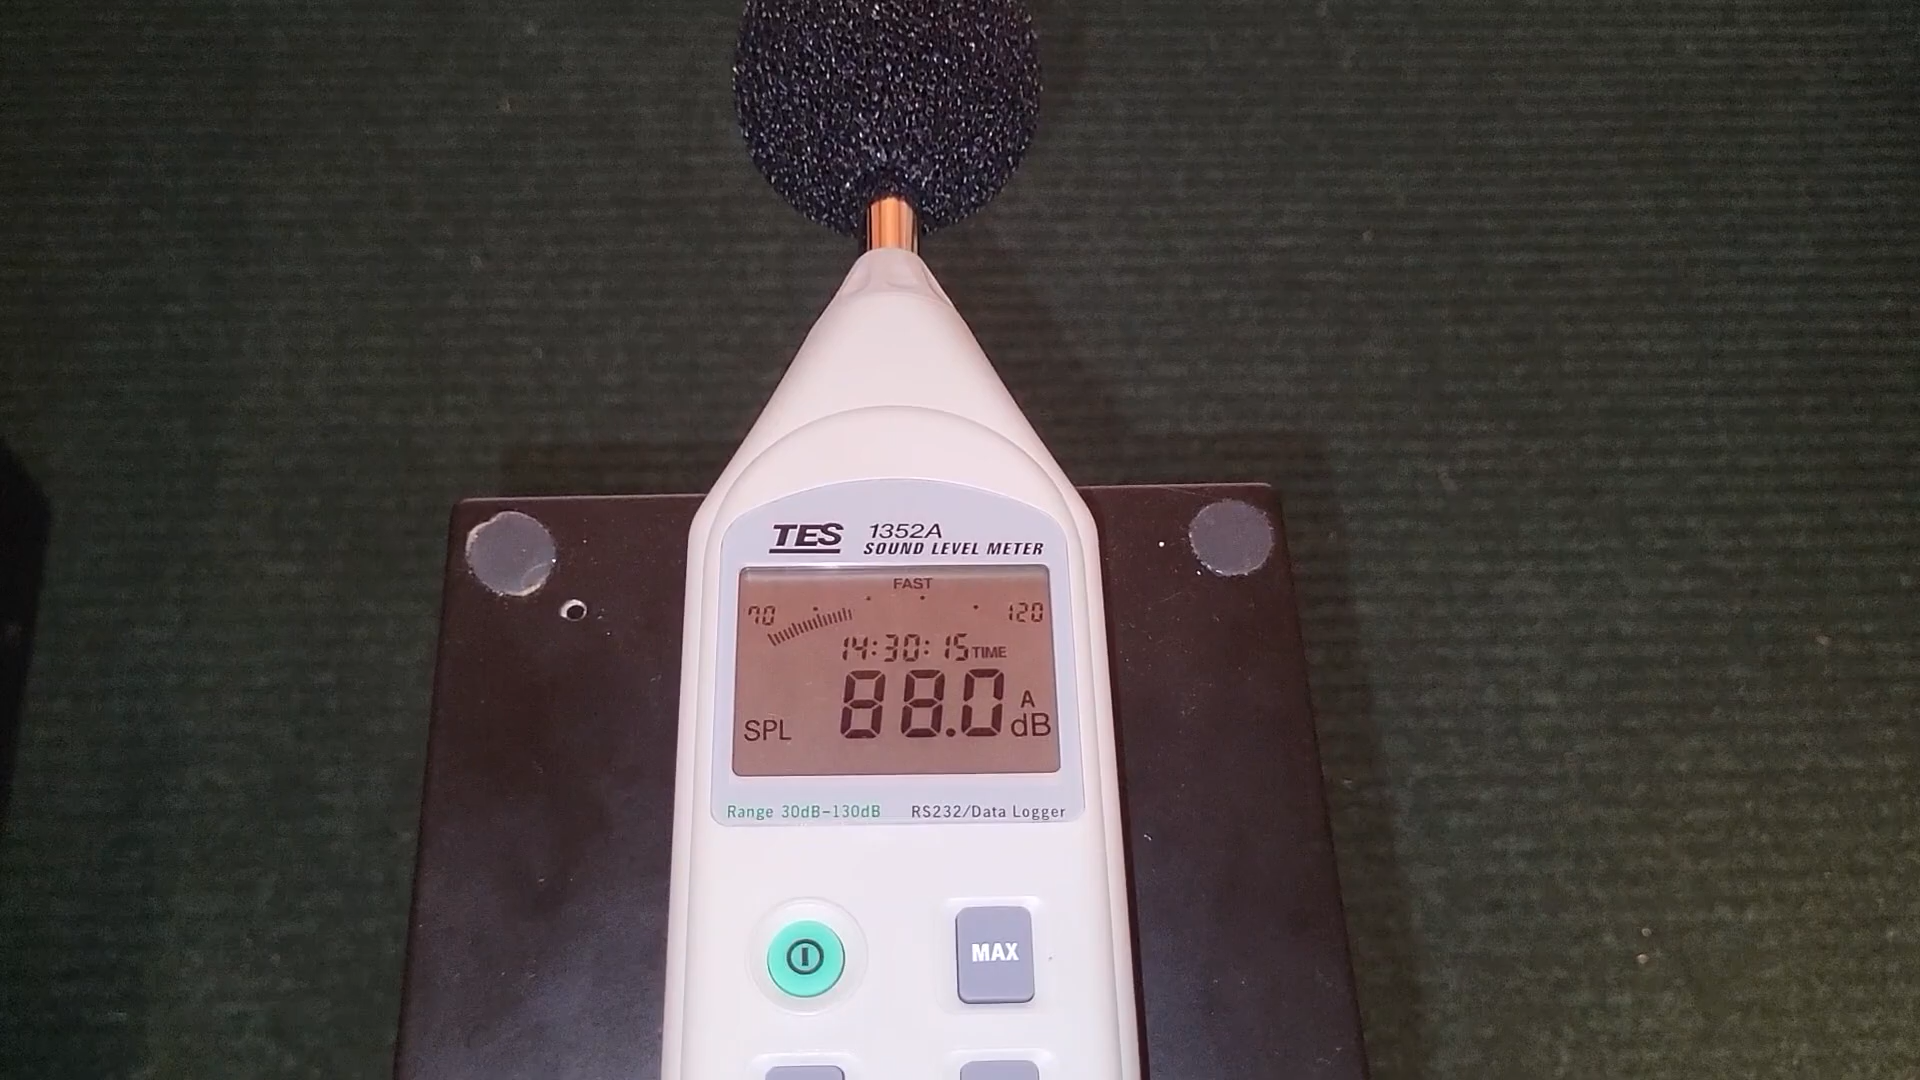 TES 1352A
SOUND LEVEL METER
FAST
70 120
14:30:15 TIME
SPL 88.0 A dB
Range 30dB-130dB RS232/Data Logger
MAX